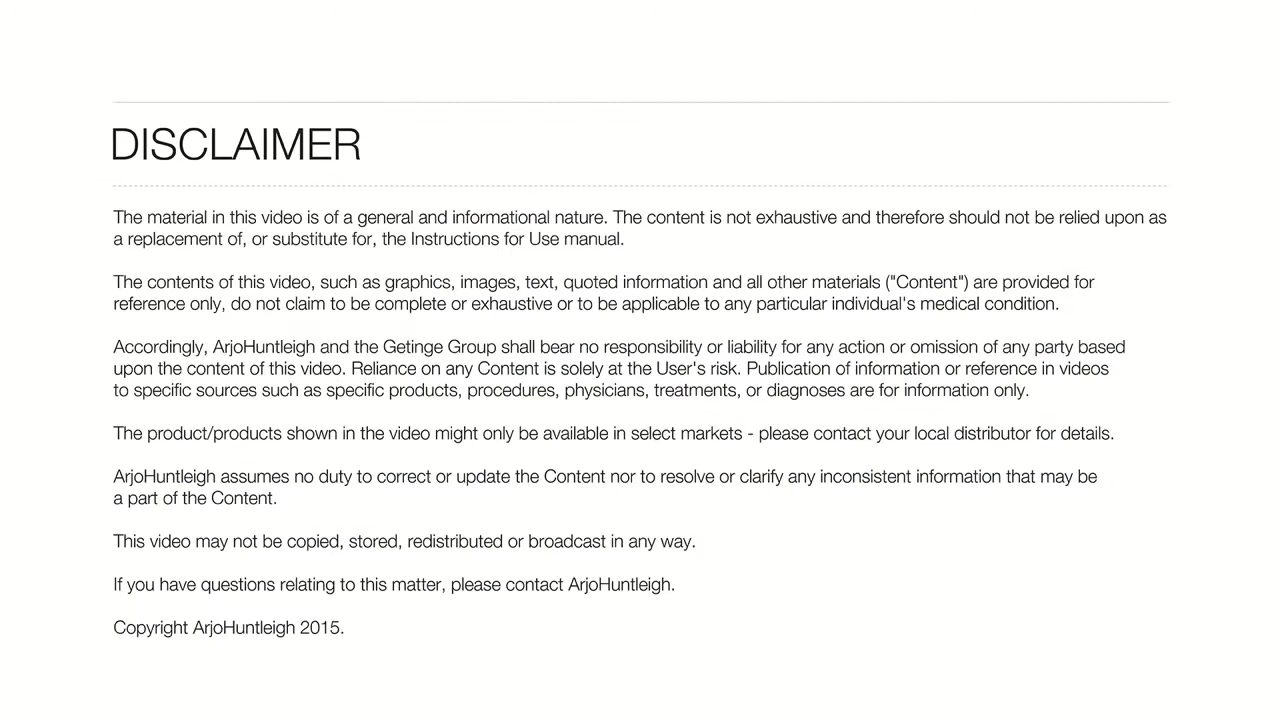 DISCLAIMER
The material in this video is of a general and informational nature. The content is not exhaustive and therefore should not be relied upon as
a replacement of, or substitute for, the Instructions for Use manual.
The contents of this video, such as graphics, images, text, quoted information and all other materials ("Content") are provided for
reference only, do not claim to be complete or exhaustive or to be applicable to any particular individual's medical condition.
Accordingly, ArjoHuntleigh and the Getinge Group shall bear no responsibility or liability for any action or omission of any party based
upon the content of this video. Reliance on any Content is solely at the User's risk. Publication of information or reference in videos
to specific sources such as specific products, procedures, physicians, treatments, or diagnoses are for information only.
The product/products shown in the video might only be available in select markets - please contact your local distributor for details.
ArjoHuntleigh assumes no duty to correct or update the Content nor to resolve or clarify any inconsistent information that may be
a part of the Content.
This video may not be copied, stored, redistributed or broadcast in any way.
If you have questions relating to this matter, please contact ArjoHuntleigh.
Copyright ArjoHuntleigh 2015.